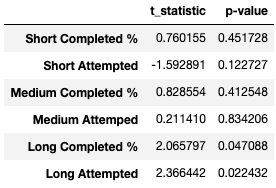 t_statistic p-value
Short Completed % 0.760155 0.451728
Short Attempted -1.592891 0.122727
Medium Completed % 0.828554 0.412548
Medium Attemped 0.211410 0.834206
Long Completed % 2.065797 0.047088
Long Attempted 2.366442 0.022432